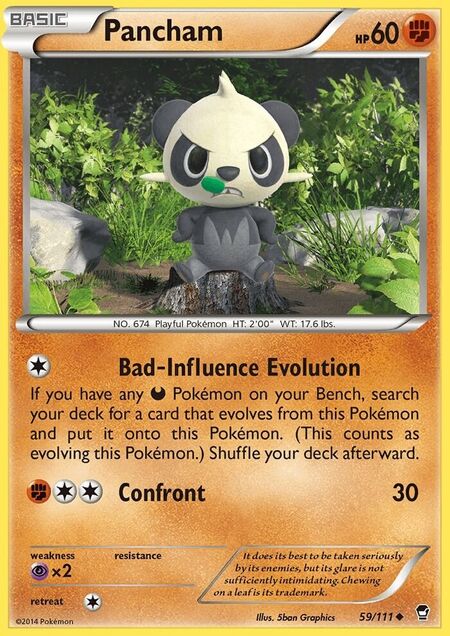 BASIC
Pancham
HP60
NO. 674 Playful Pokémon HT: 2'00" WT: 17.6 lbs.
Bad-Influence Evolution
If you have any Pokémon on your Bench, search
your deck for a card that evolves from this Pokémon
and put it onto this Pokémon. (This counts as
evolving this Pokémon.) Shuffle your deck afterward.
Confront 30
weakness resistance
×2
retreat
It does its best to be taken seriously
by its enemies, but its glare is not
sufficiently intimidating. Chewing
on a leaf is its trademark.
©2014 Pokémon Illus. 5ban Graphics 59/111